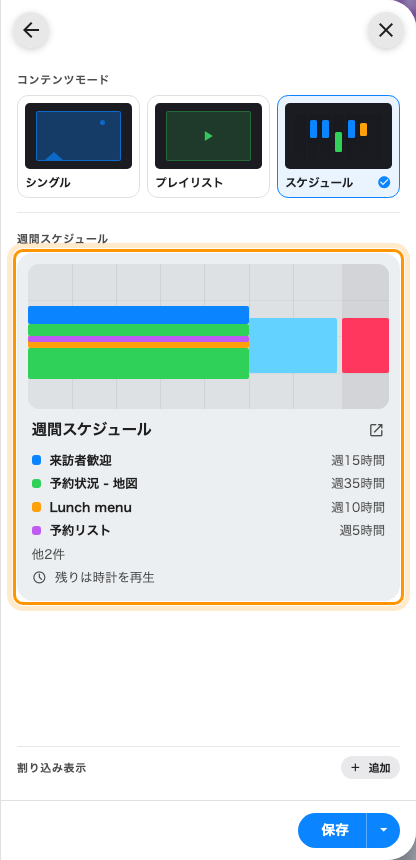 コンテンツモード
シングル
プレイリスト
スケジュール
週間スケジュール
週間スケジュール
来訪者歓迎 週15時間
予約状況 - 地図 週35時間
Lunch menu 週10時間
予約リスト 週5時間
他2件
残りは時計を再生
割り込み表示
+ 追加
保存